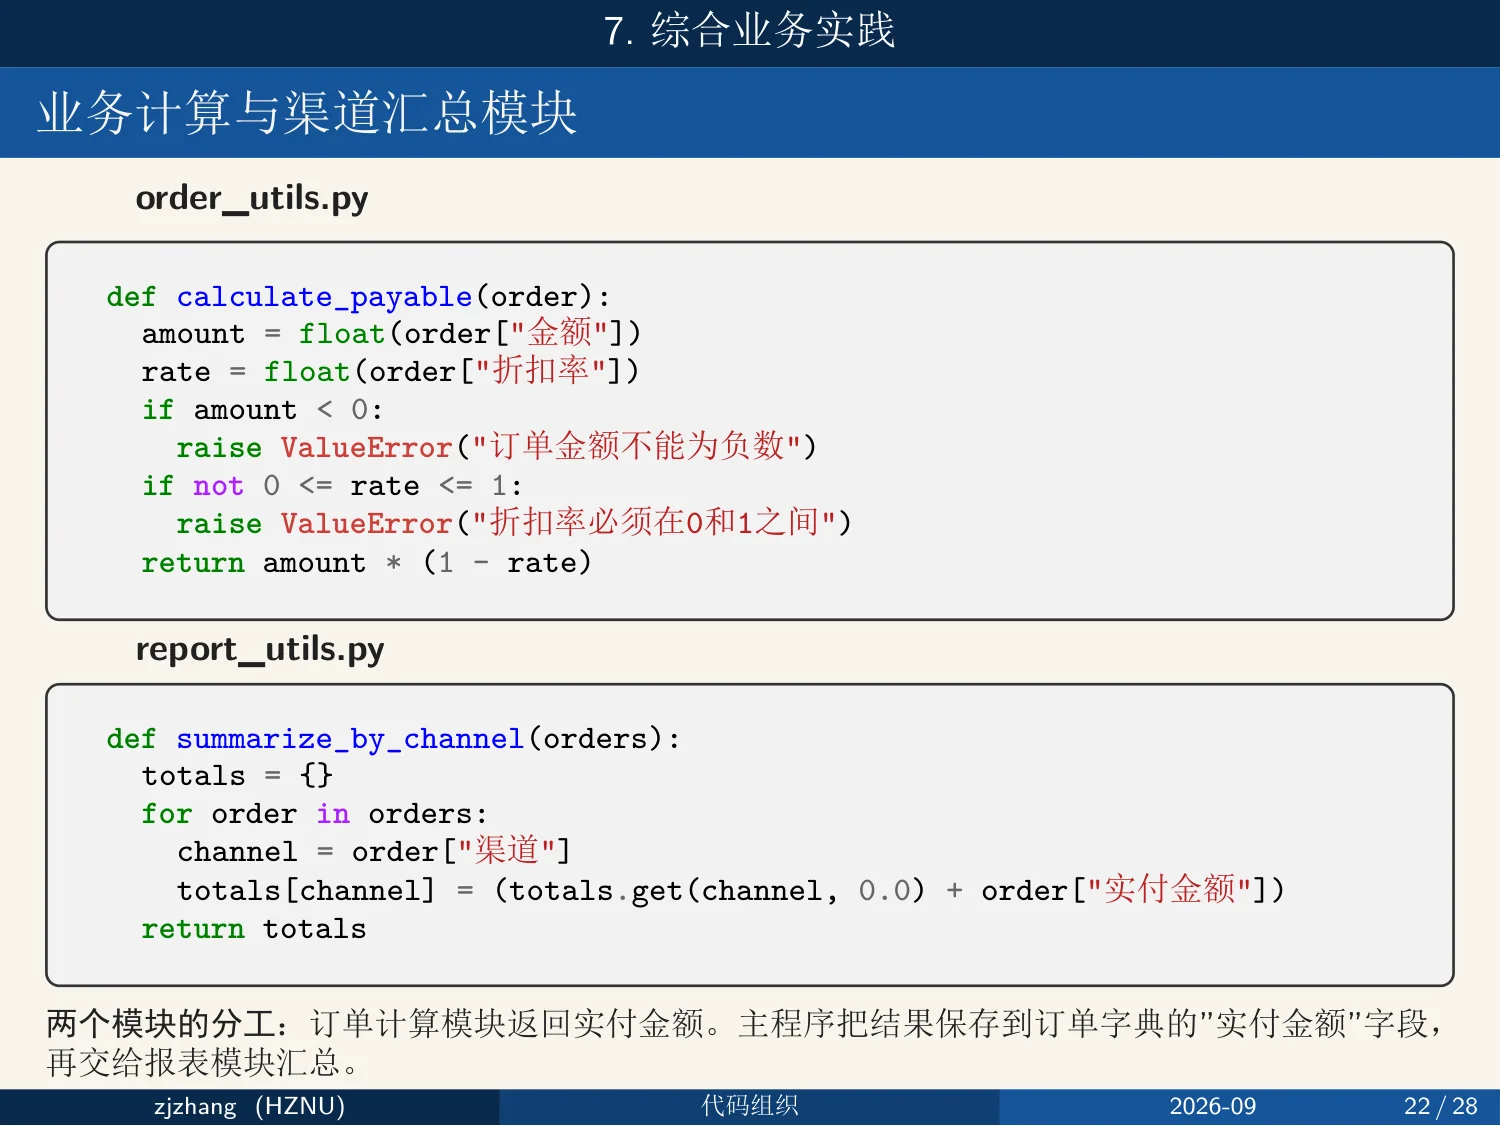 7. 综合业务实践
业务计算与渠道汇总模块
order_utils.py
def calculate_payable(order):
  amount = float(order["金额"])
  rate = float(order["折扣率"])
  if amount < 0:
    raise ValueError("订单金额不能为负数")
  if not 0 <= rate <= 1:
    raise ValueError("折扣率必须在0和1之间")
  return amount * (1 - rate)
report_utils.py
def summarize_by_channel(orders):
  totals = {}
  for order in orders:
    channel = order["渠道"]
    totals[channel] = (totals.get(channel, 0.0) + order["实付金额"])
  return totals
两个模块的分工：订单计算模块返回实付金额。主程序把结果保存到订单字典的"实付金额"字段，
再交给报表模块汇总。
zjzhang (HZNU) 代码组织 2026-09 22 / 28